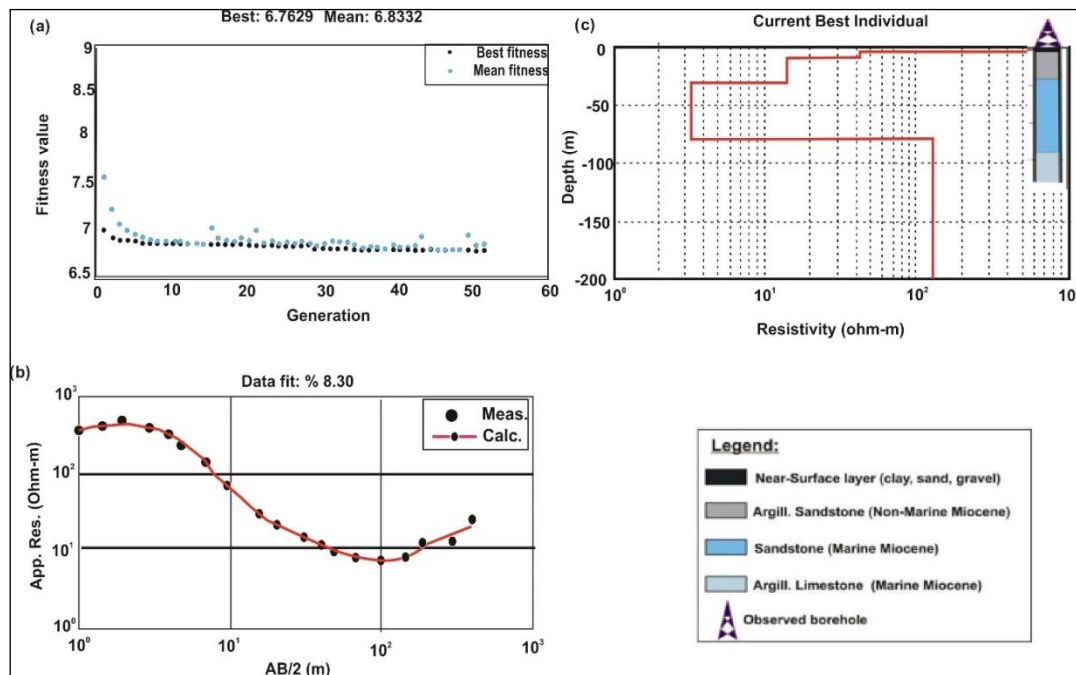 Best: 6.7629 Mean: 6.8332
(a)
9
8.5
8
7.5
7
6.5
Fitness value
Best fitness
Mean fitness
0
10
20
30
40
50
60
Generation
(c)
Current Best Individual
0
-50
-100
-150
-200
Depth (m)
10⁰
10¹
10²
10
Resistivity (ohm-m)
(b)
Data fit: % 8.30
10³
10²
10¹
10⁰
App. Res. (Ohm-m)
Meas.
Calc.
10⁰
10¹
10²
10³
AB/2 (m)
Legend:
Near-Surface layer (clay, sand, gravel)
Argill. Sandstone (Non-Marine Miocene)
Sandstone (Marine Miocene)
Argill. Limestone (Marine Miocene)
Observed borehole